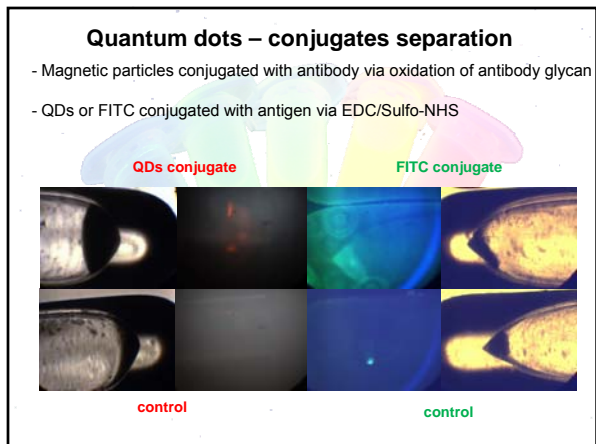 Quantum dots – conjugates separation
- Magnetic particles conjugated with antibody via oxidation of antibody glycan
- QDs or FITC conjugated with antigen via EDC/Sulfo-NHS
QDs conjugate
FITC conjugate
control
control